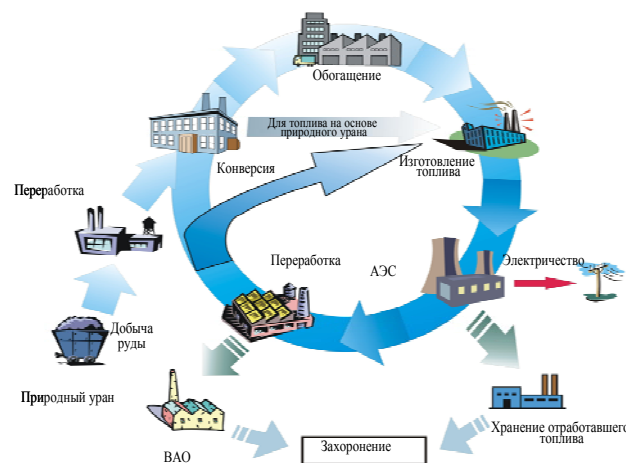 Обогащение
Для топлива на основе
природного урана
Конверсия
Изготовление
топлива
Переработка
Переработка
АЭС
Электричество
Добыча
руды
Природный уран
ВАО
Захоронение
Хранение отработавшего
топлива